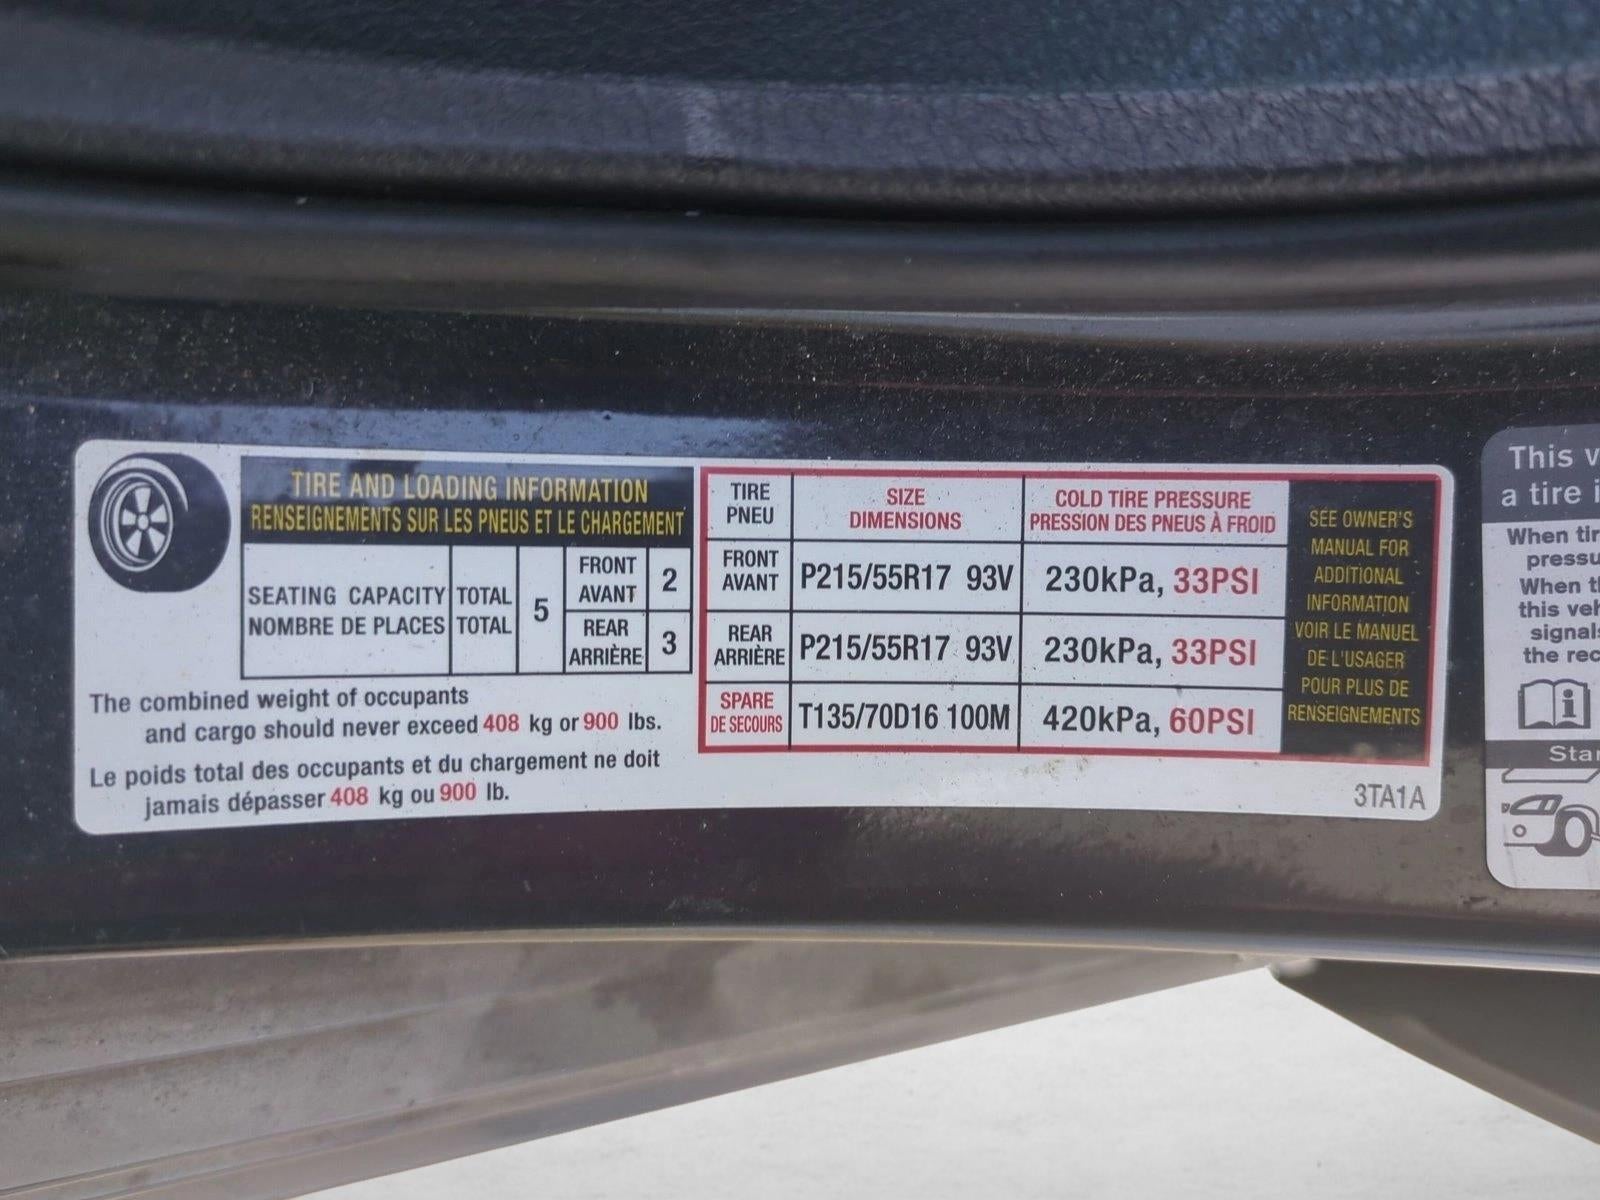 TIRE AND LOADING INFORMATION
RENSEIGNEMENTS SUR LES PNEUS ET LE CHARGEMENT
SEATING CAPACITY TOTAL
NOMBRE DE PLACES TOTAL
5
FRONT
AVANT
2
REAR
ARRIÈRE
3
The combined weight of occupants
and cargo should never exceed 408 kg or 900 lbs.
Le poids total des occupants et du chargement ne doit
jamais dépasser 408 kg ou 900 lb.
TIRE
PNEU
SIZE
DIMENSIONS
COLD TIRE PRESSURE
PRESSION DES PNEUS À FROID
FRONT
AVANT
P215/55R17 93V
230kPa, 33PSI
REAR
ARRIÈRE
P215/55R17 93V
230kPa, 33PSI
SPARE
DE SECOURS
T135/70D16 100M
420kPa, 60PSI
SEE OWNER'S
MANUAL FOR
ADDITIONAL
INFORMATION
VOIR LE MANUEL
DE L'USAGER
POUR PLUS DE
RENSEIGNEMENTS
3TA1A
This
a tire
When
When
this
the